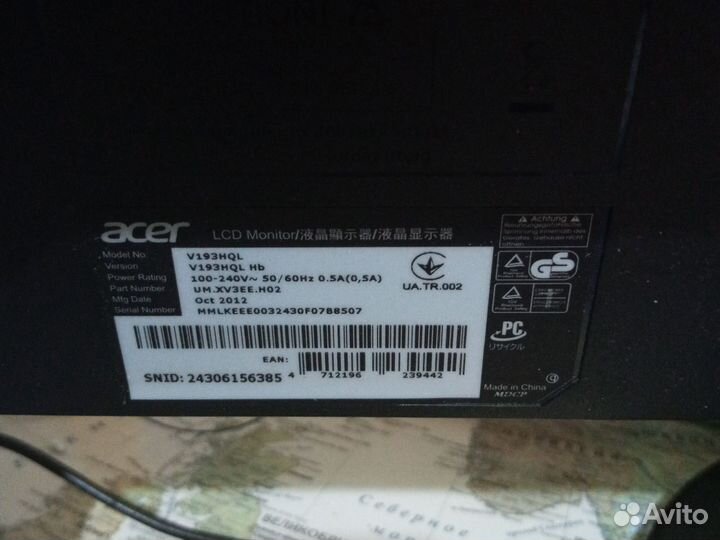 acer LCD Monitor/液晶顯示器/液晶显示器
Model No. V193HQL
Version V193HQL Hb
Power Rating 100-240V~ 50/60Hz 0.5A(0,5A)
Part Number UM.XV3EE.H02
Mfg Date Oct 2012
Serial Number MMLKEEE0032430F07B8507
UA.TR.002
EAN:
SNID: 24306156385
4 712196 239442
Achtung
GS
PC
リサイクル
Made in China
MDCP
Северное
ВЕЛИКОБР
Avito